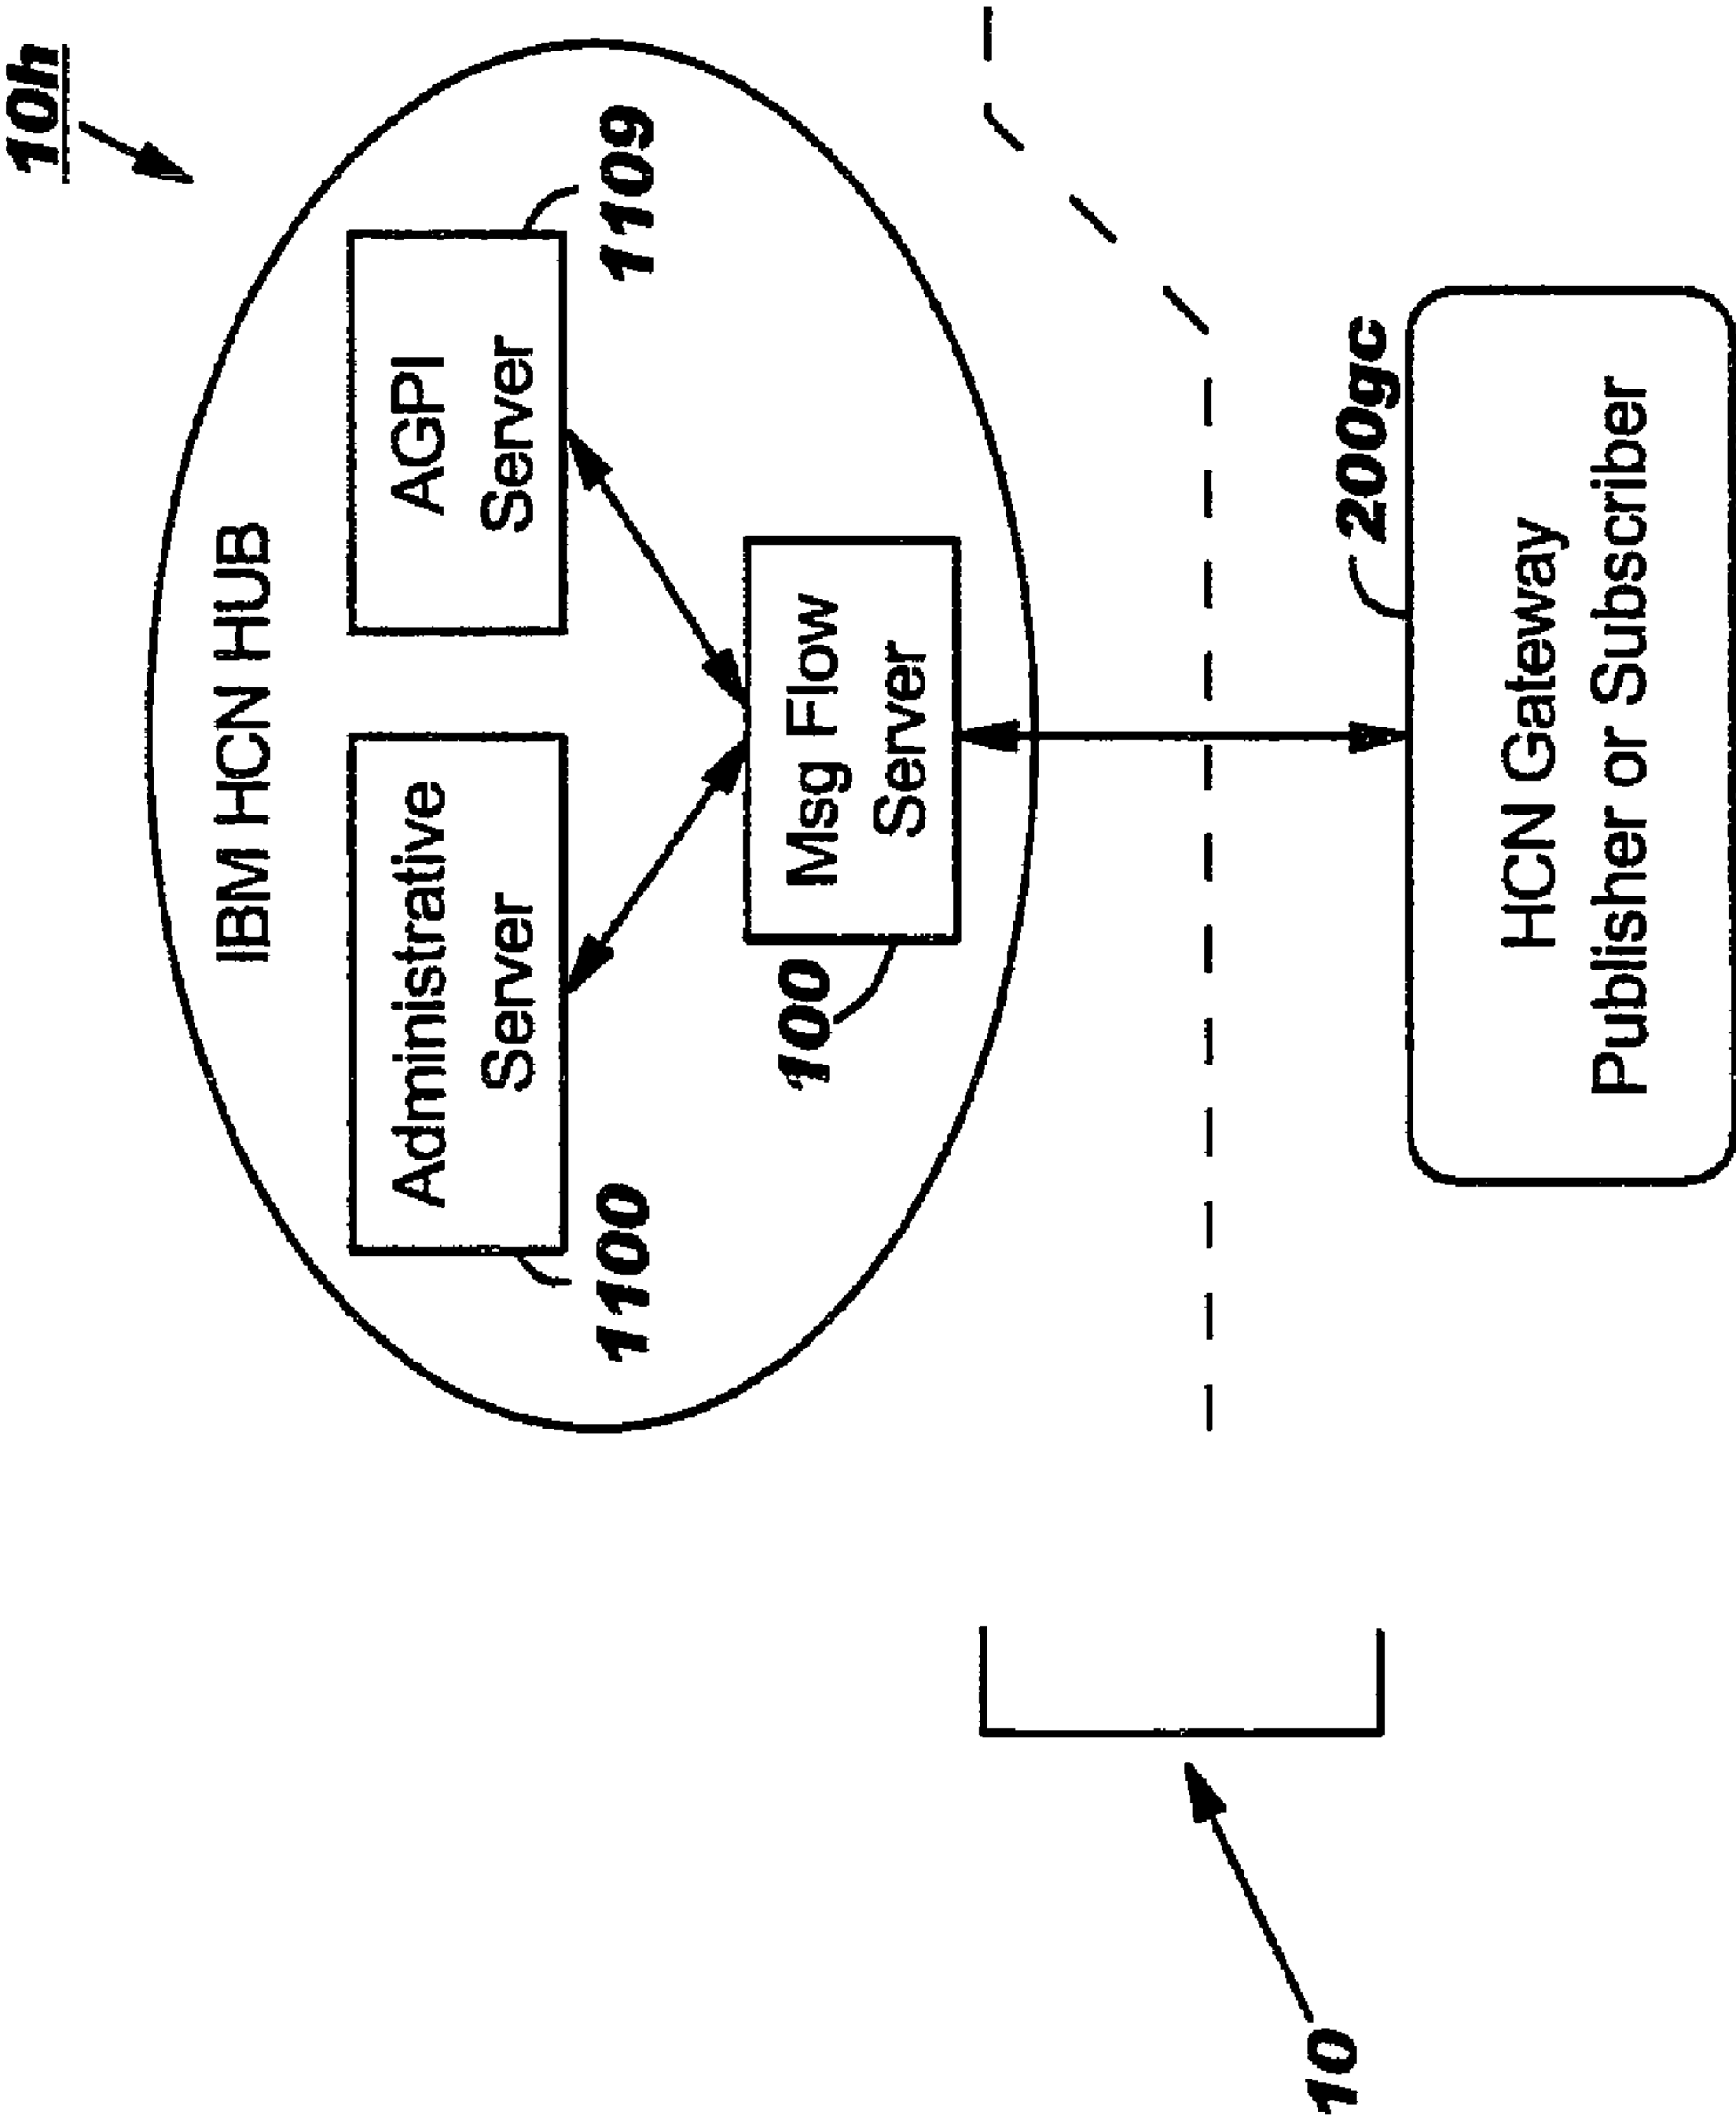 10h
IBM HCN HUB
Administrative
Server
AGPI
Server
1100
1109
Msg Flow
Server
100
200gc
HCN Gateway
Publisher or Subscriber
10